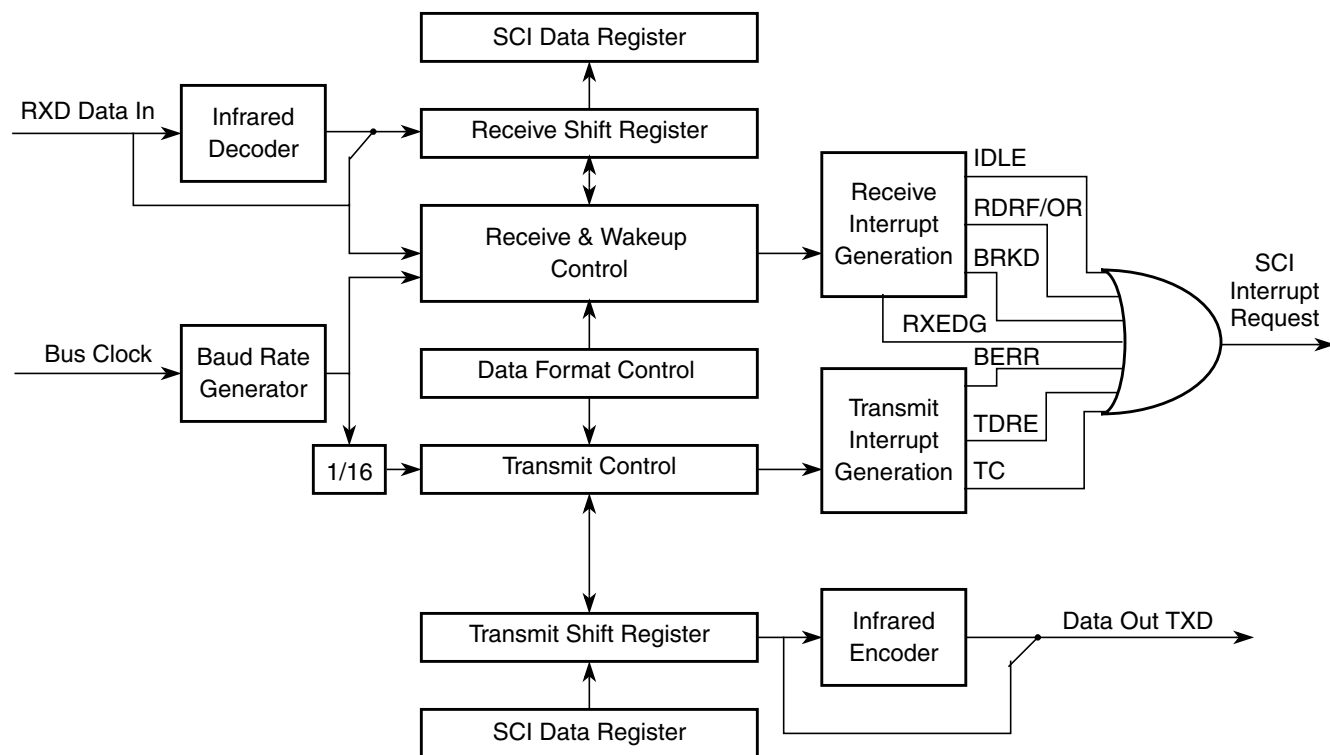 SCI Data Register
RXD Data In
Infrared
Decoder
Receive Shift Register
Receive & Wakeup
Control
Receive
Interrupt
Generation
IDLE
RDRF/OR
BRKD
RXEDG
SCI
Interrupt
Request
Bus Clock
Baud Rate
Generator
Data Format Control
1/16
Transmit Control
Transmit
Interrupt
Generation
BERR
TDRE
TC
Transmit Shift Register
Infrared
Encoder
Data Out TXD
SCI Data Register